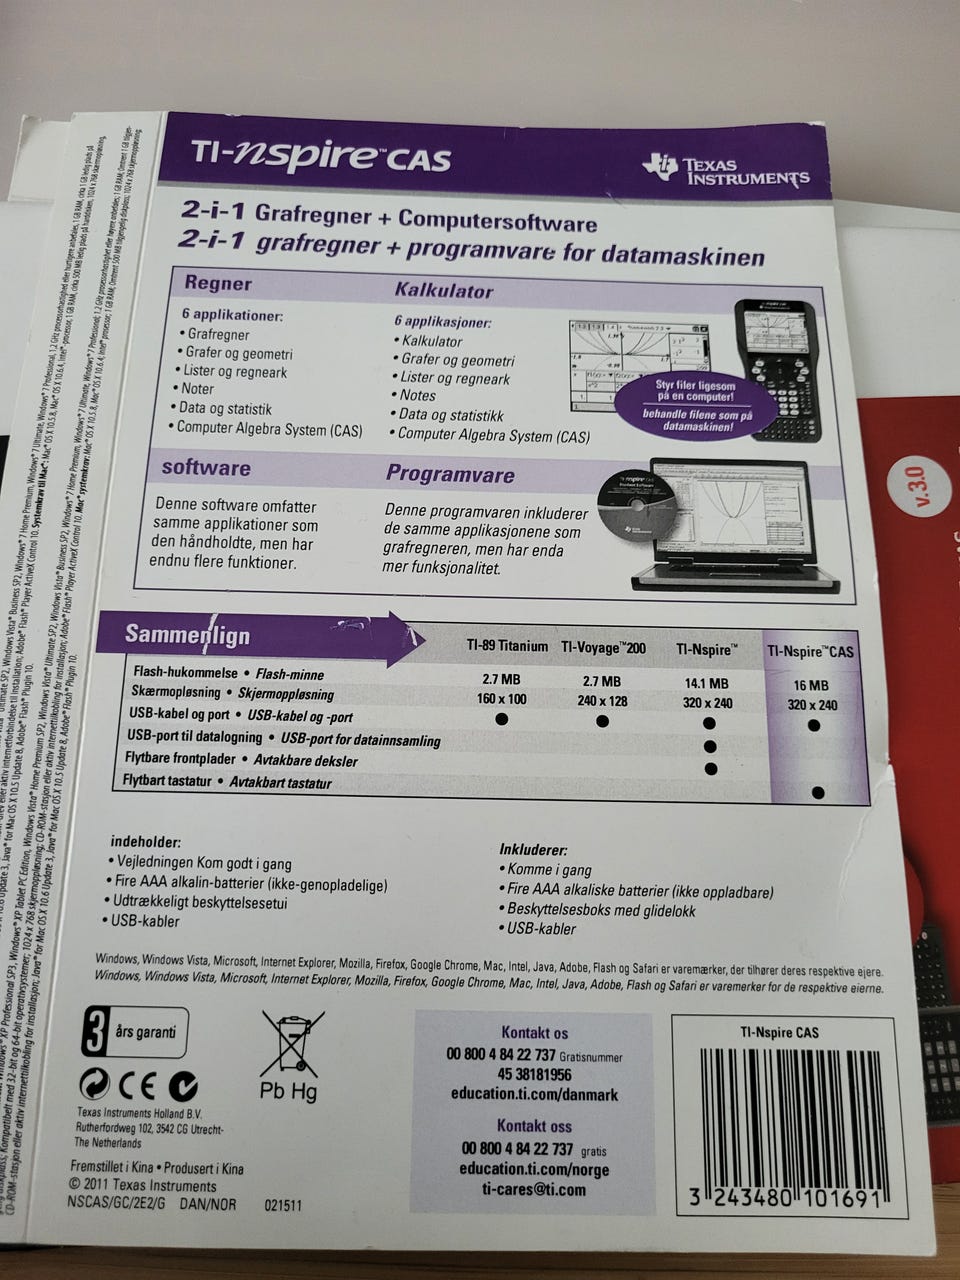 TI-nspire™ CAS
TEXAS
INSTRUMENTS
2-i-1 Grafregner + Computersoftware
2-i-1 grafregner + programvare for datamaskinen
Regner
6 applikationer:
• Grafregner
• Grafer og geometri
• Lister og regneark
• Noter
• Data og statistik
• Computer Algebra System (CAS)
Kalkulator
6 applikasjoner:
• Kalkulator
• Grafer og geometri
• Lister og regneark
• Notes
• Data og statistikk
• Computer Algebra System (CAS)
Styr filer ligesom
på en computer!
behandle filene som på
datamaskinen!
software
Denne software omfatter
samme applikationer som
den håndholdte, men har
endnu flere funktioner.
Programvare
Denne programvaren inkluderer
de samme applikasjonene som
grafregneren, men har enda
mer funksjonalitet.
TI-nspire CAS
Sammenlign
TI-89 Titanium TI-Voyage™200 TI-Nspire™ TI-Nspire™CAS
Flash-hukommelse • Flash-minne 2.7 MB 2.7 MB 14.1 MB 16 MB
Skærmopløsning • Skjermoppløsning 160 x 100 240 x 128 320 x 240 320 x 240
USB-kabel og port • USB-kabel og -port ● ● ● ●
USB-port til datalogning • USB-port for datainnsamling ●
Flytbare frontplader • Avtakbare deksler ●
Flytbart tastatur • Avtakbart tastatur ●
indeholder:
• Vejledningen Kom godt i gang
• Fire AAA alkalin-batterier (ikke-genopladelige)
• Udtrækkeligt beskyttelsesetui
• USB-kabler
Inkluderer:
• Komme i gang
• Fire AAA alkaliske batterier (ikke oppladbare)
• Beskyttelsesboks med glidelokk
• USB-kabler
Windows, Windows Vista, Microsoft, Internet Explorer, Mozilla, Firefox, Google Chrome, Mac, Intel, Java, Adobe, Flash og Safari er varemærker, der tilhører deres respektive ejere.
Windows, Windows Vista, Microsoft, Internet Explorer, Mozilla, Firefox, Google Chrome, Mac, Intel, Java, Adobe, Flash og Safari er varemerker for de respektive eierne.
3 års garanti
CE
Pb Hg
Texas Instruments Holland B.V.
Rutherfordweg 102, 3542 CG Utrecht-
The Netherlands
Fremstillet i Kina • Produsert i Kina
© 2011 Texas Instruments
NSCAS/GC/2E2/G DAN/NOR 021511
Kontakt os
00 800 4 84 22 737 Gratisnummer
45 38181956
education.ti.com/danmark
Kontakt oss
00 800 4 84 22 737 gratis
education.ti.com/norge
ti-cares@ti.com
TI-Nspire CAS
3 243480 101691
v.3.0